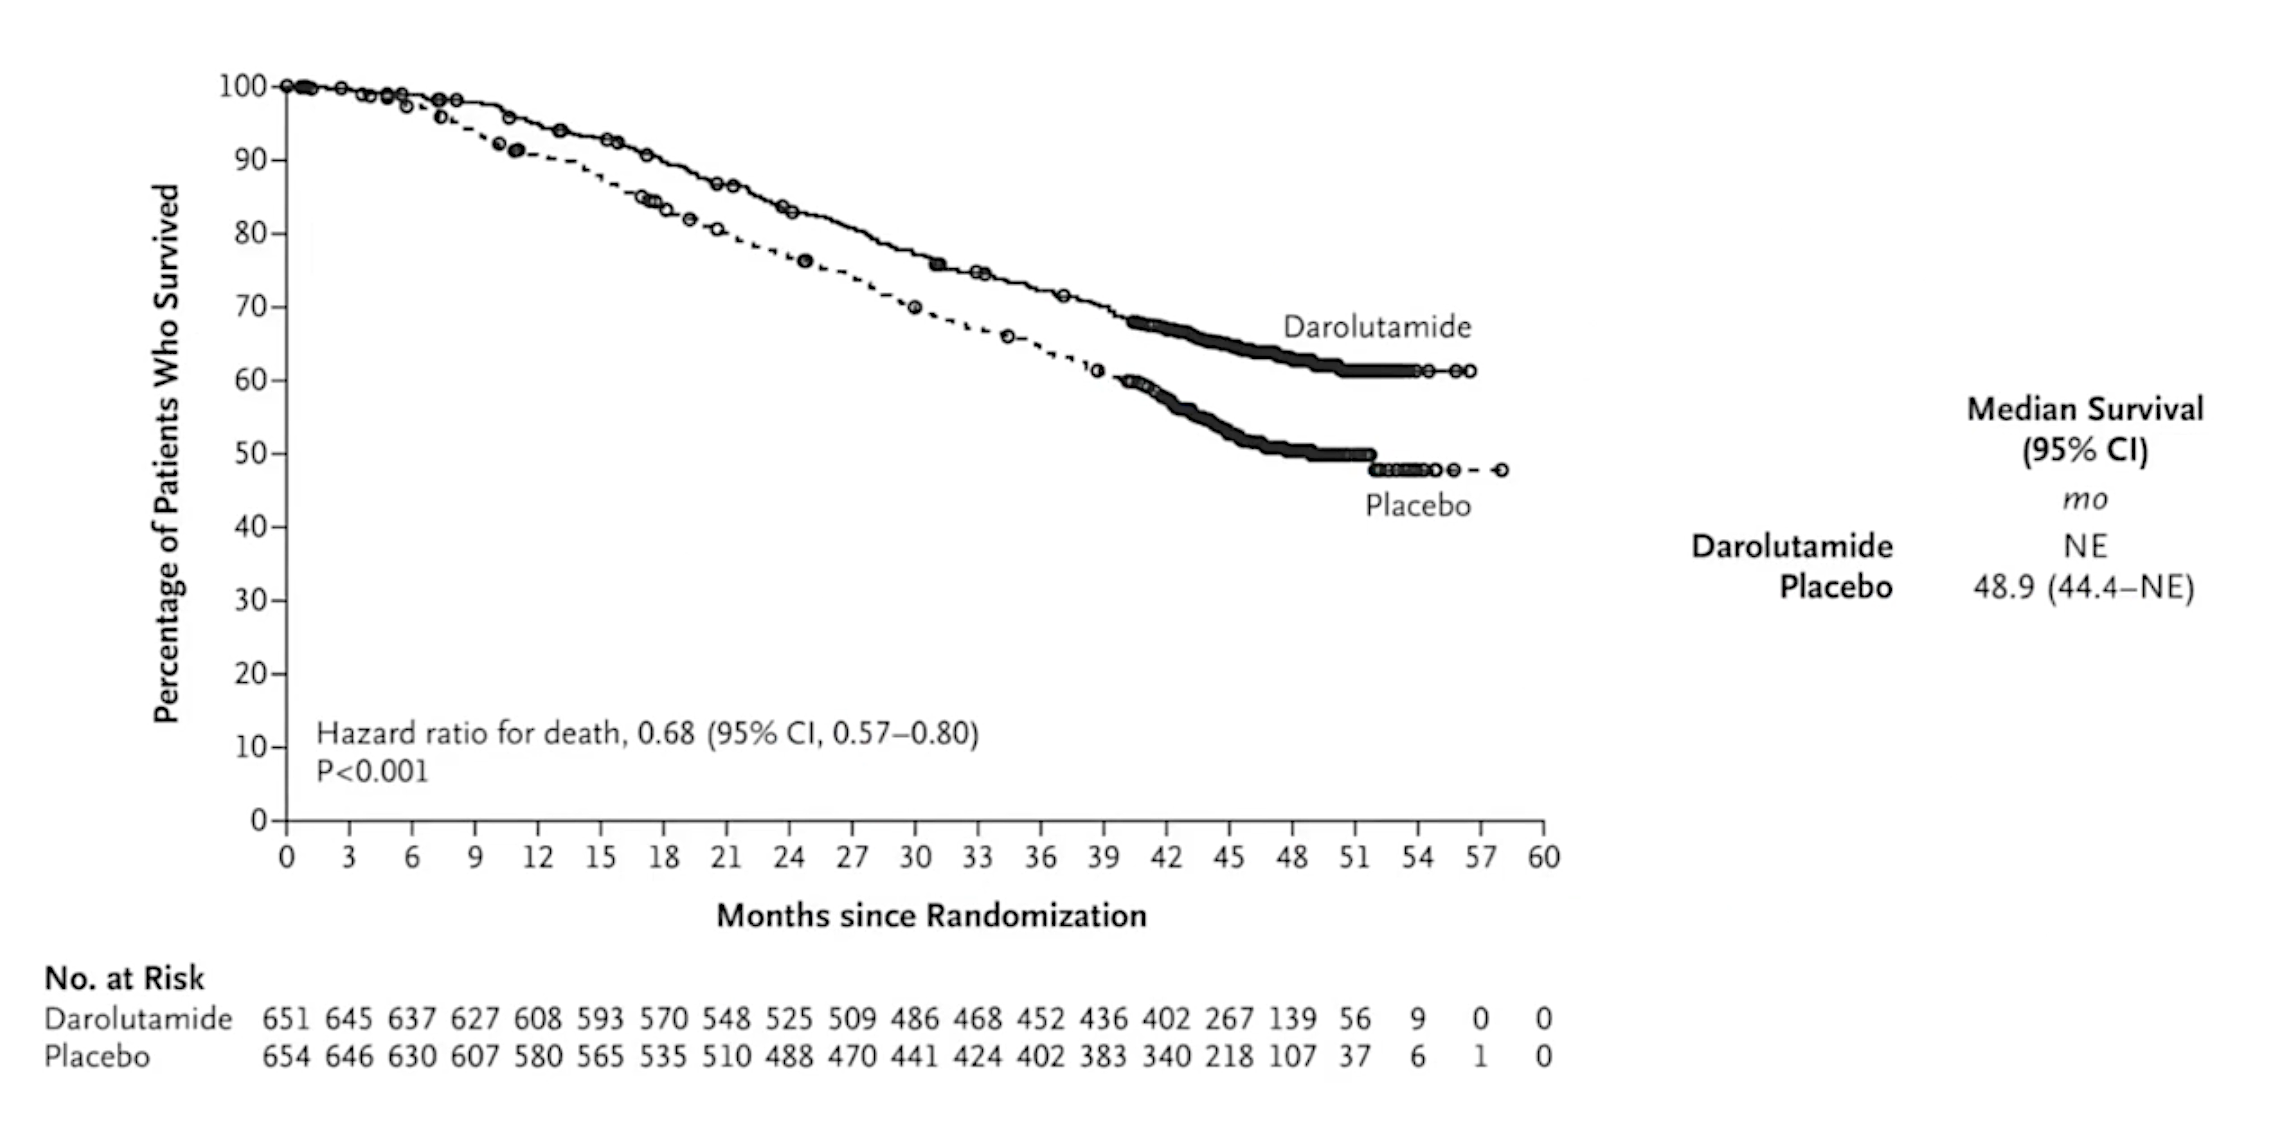 Percentage of Patients Who Survived
100
90
80
70
60
50
40
30
20
10
0
Darolutamide
Placebo
Hazard ratio for death, 0.68 (95% CI, 0.57–0.80)
P<0.001
0 3 6 9 12 15 18 21 24 27 30 33 36 39 42 45 48 51 54 57 60
Months since Randomization
Median Survival
(95% CI)
mo
Darolutamide NE
Placebo 48.9 (44.4–NE)
No. at Risk
Darolutamide 651 645 637 627 608 593 570 548 525 509 486 468 452 436 402 267 139 56 9 0 0
Placebo 654 646 630 607 580 565 535 510 488 470 441 424 402 383 340 218 107 37 6 1 0